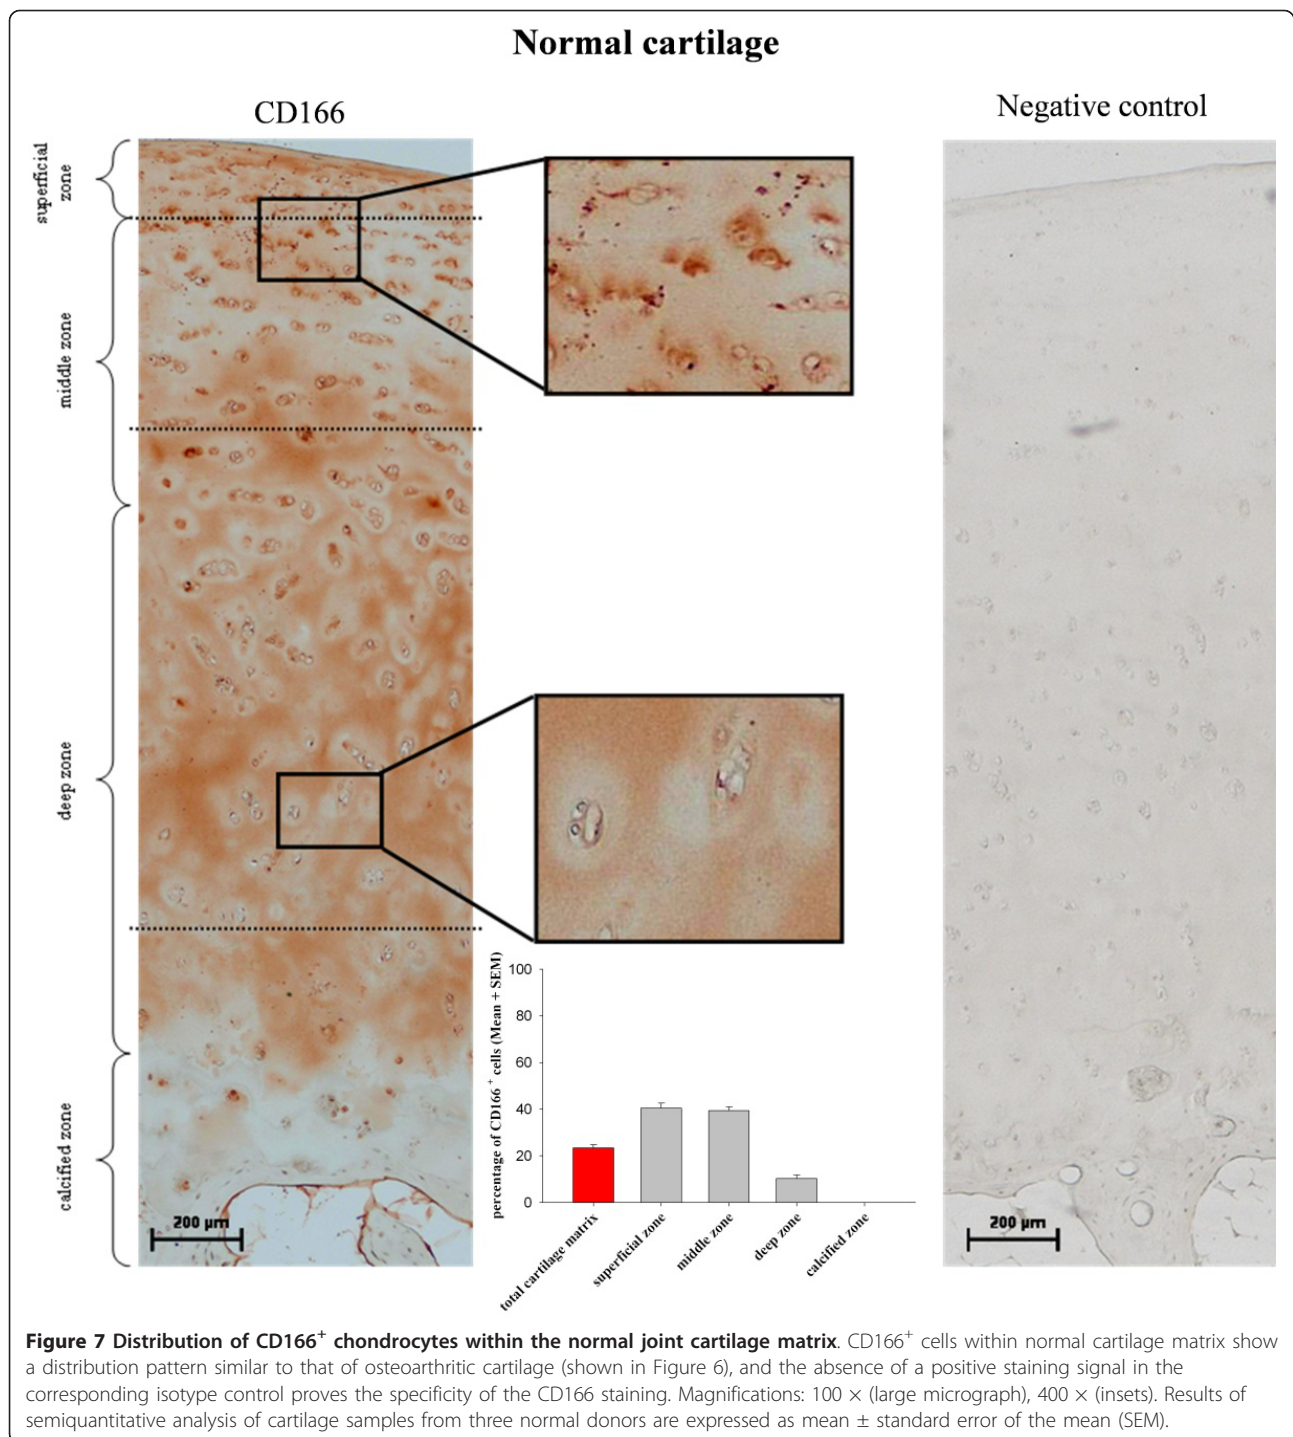 Normal cartilage
CD166
Negative control
superficial
zone
middle zone
deep zone
calcified zone
200 µm
percentage of CD166 + cells (Mean + SEM)
100
80
60
40
20
0
total cartilage matrix
superficial zone
middle zone
deep zone
calcified zone
200 µm
Figure 7 Distribution of CD166+ chondrocytes within the normal joint cartilage matrix. CD166+ cells within normal cartilage matrix show
a distribution pattern similar to that of osteoarthritic cartilage (shown in Figure 6), and the absence of a positive staining signal in the
corresponding isotype control proves the specificity of the CD166 staining. Magnifications: 100 × (large micrograph), 400 × (insets). Results of
semiquantitative analysis of cartilage samples from three normal donors are expressed as mean ± standard error of the mean (SEM).